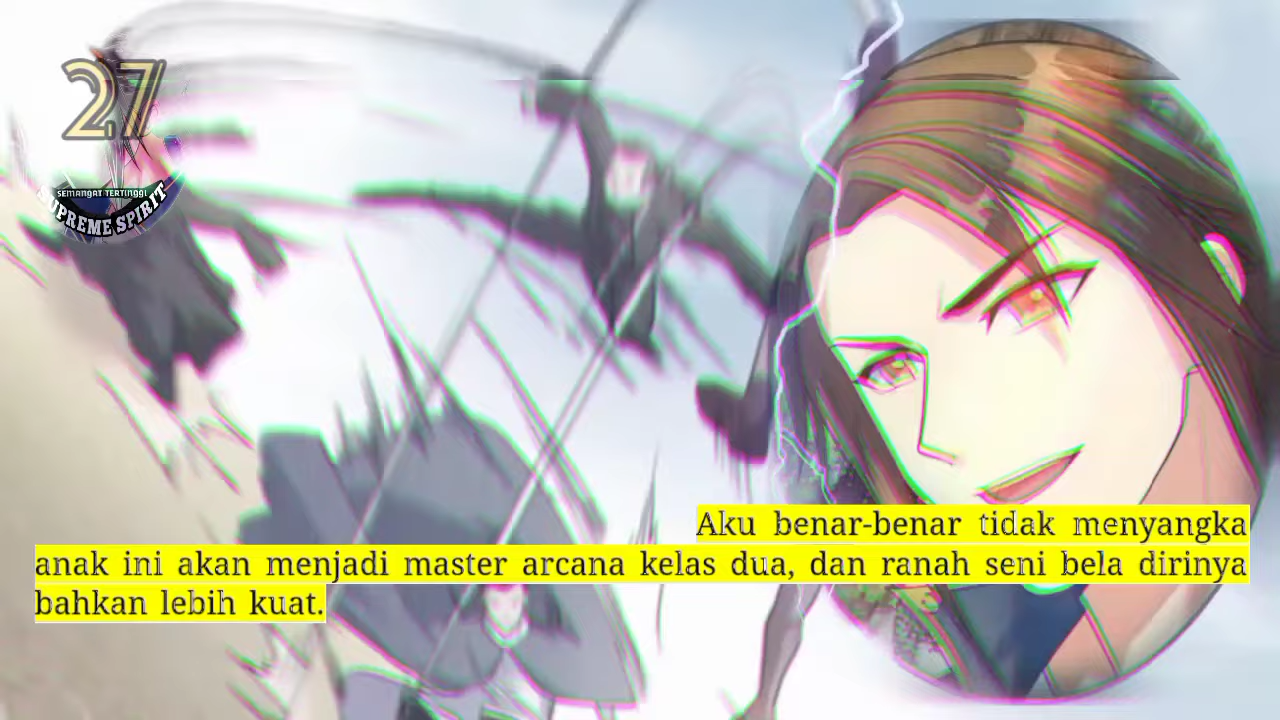 27
SEMANGAT TERTINGGI
SUPREME SPIRIT
Aku benar-benar tidak menyangka
anak ini akan menjadi master arcana kelas dua, dan ranah seni bela dirinya
bahkan lebih kuat.